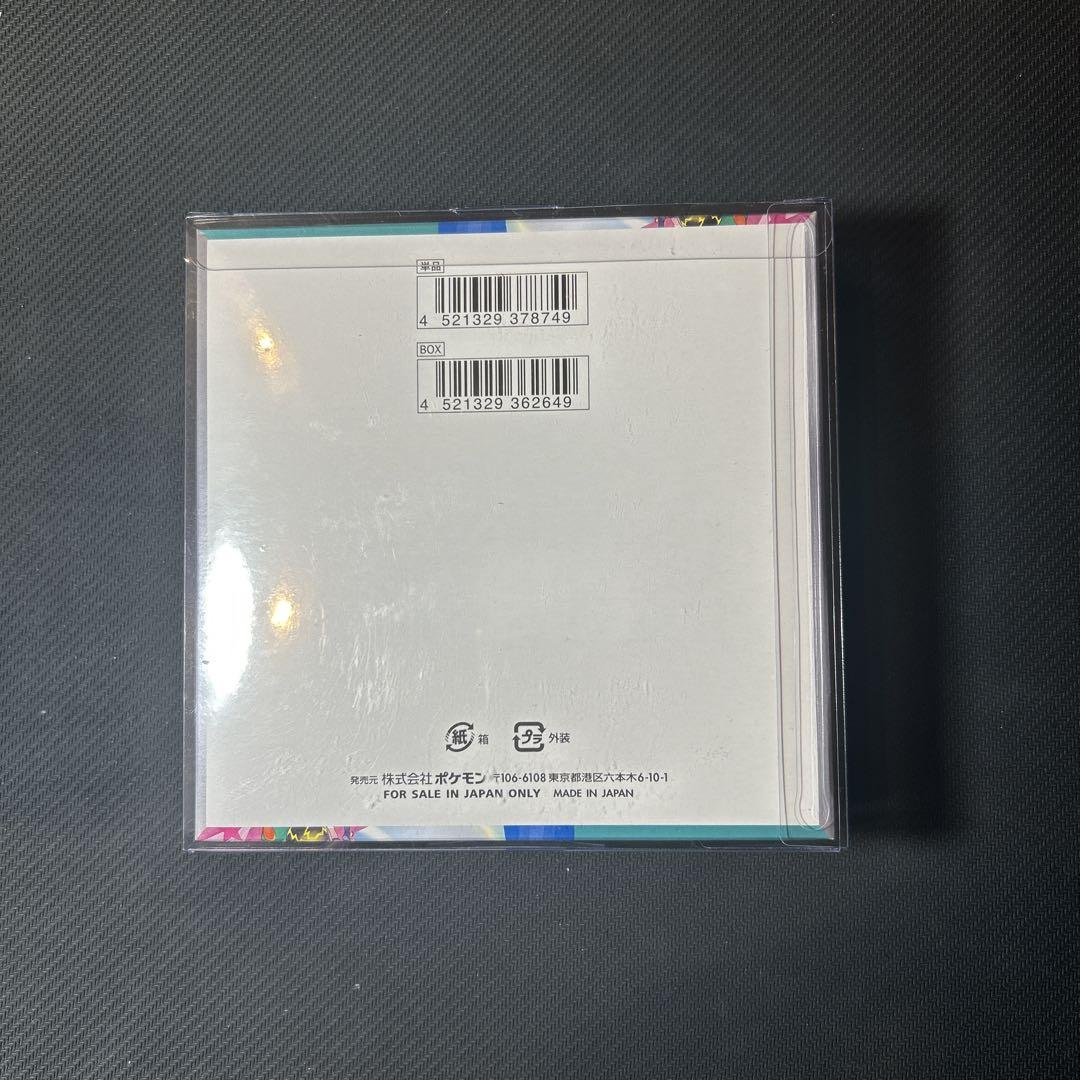 単品
4 521329 378749
BOX
4 521329 362649
紙 箱 プラ 外装
発売元 株式会社ポケモン 〒106-6108 東京都港区六本木6-10-1
FOR SALE IN JAPAN ONLY MADE IN JAPAN